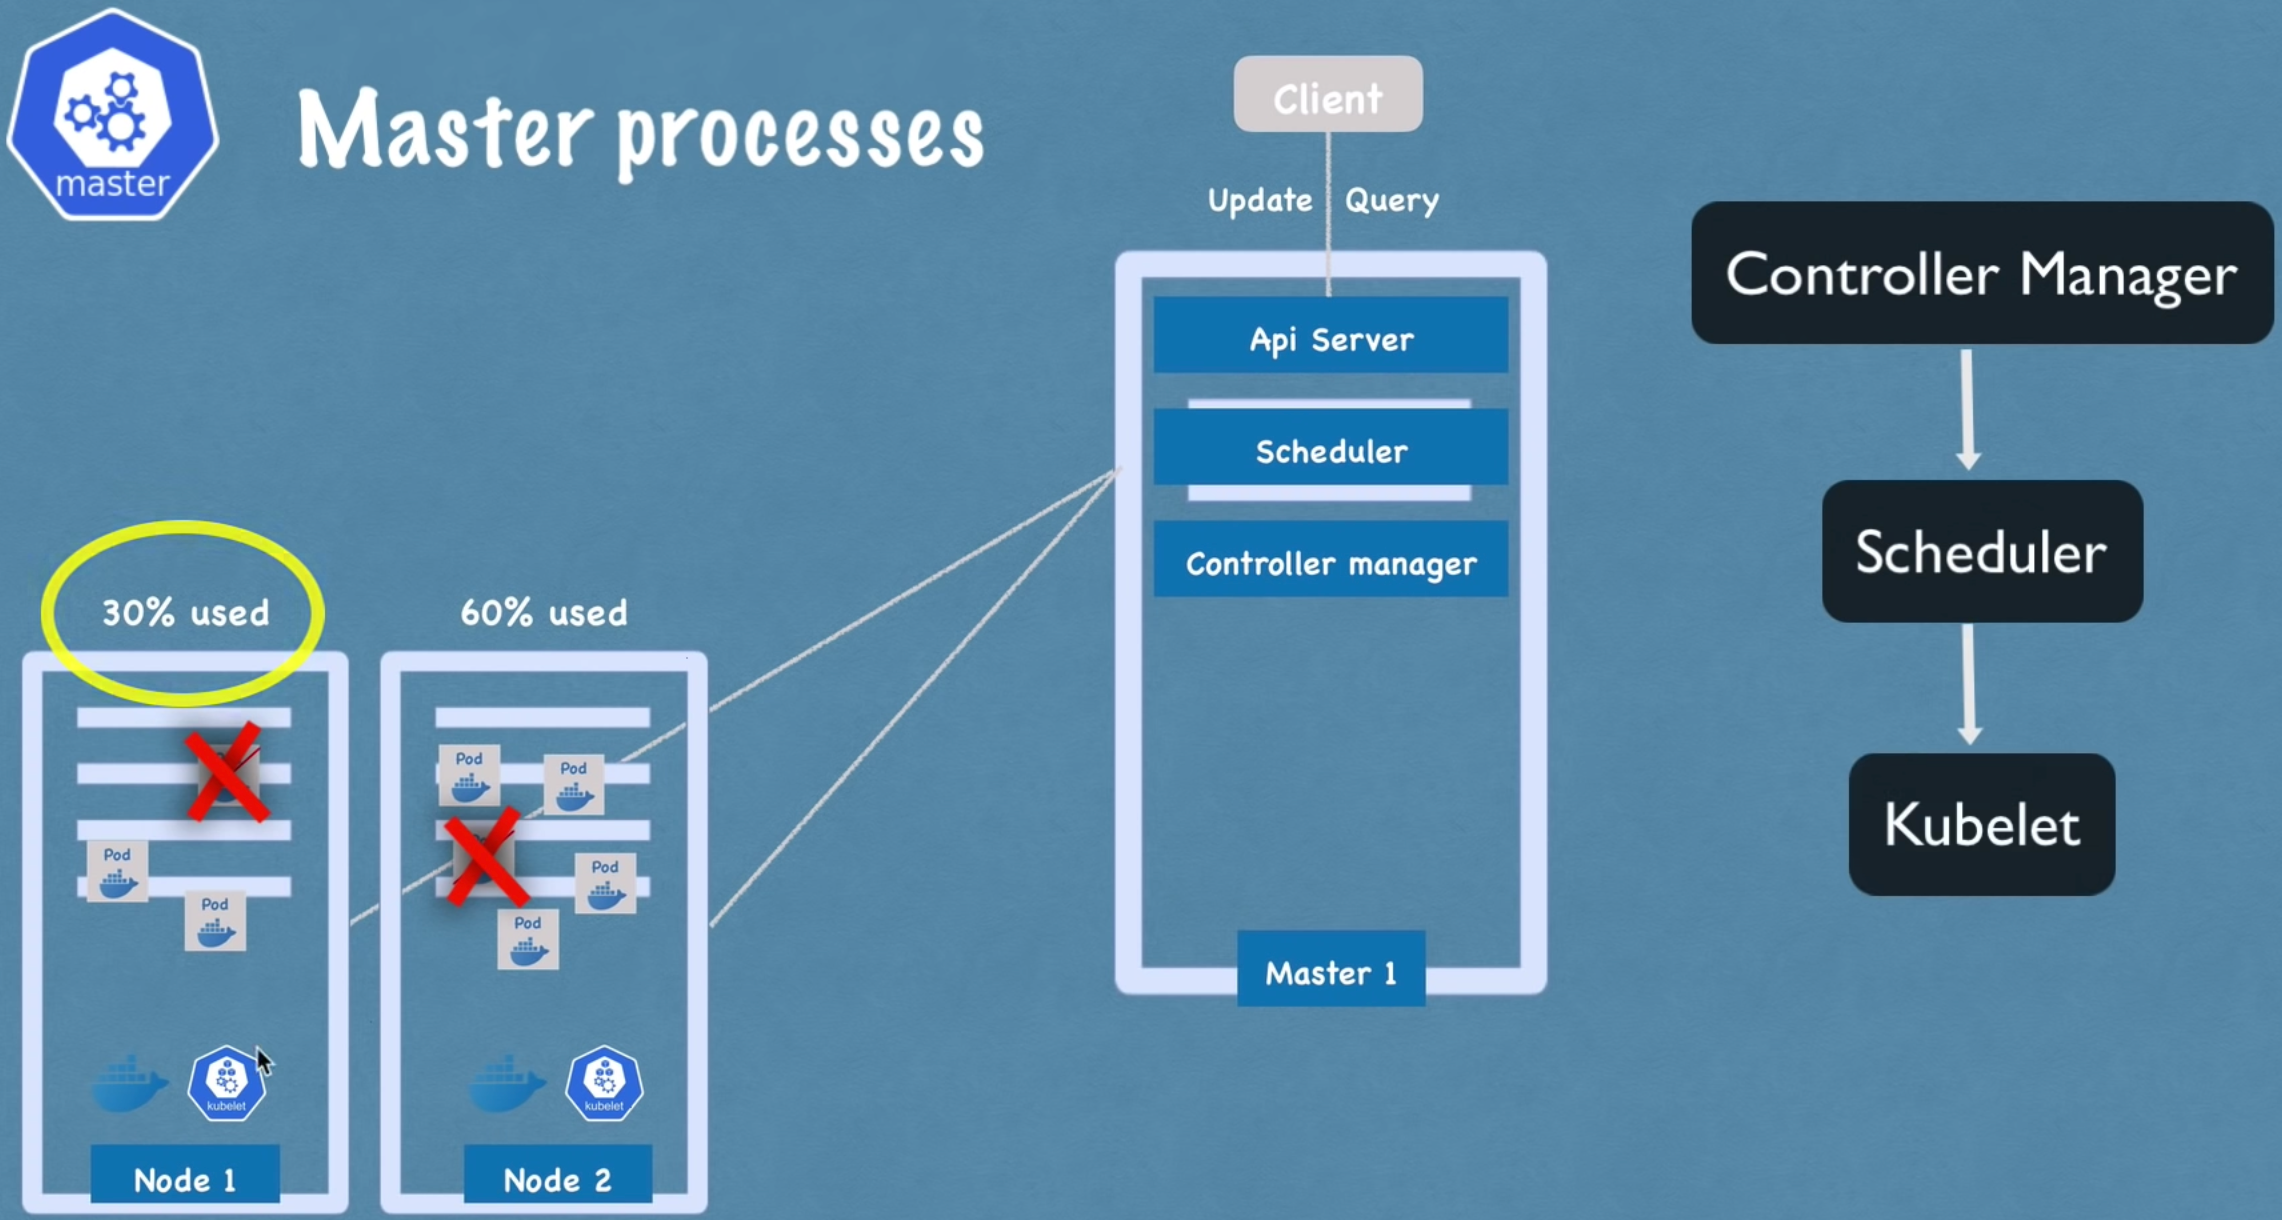 master
Master processes
Client
Update Query
Api Server
Scheduler
Controller manager
Master 1
Controller Manager
Scheduler
Kubelet
30% used
60% used
Pod
Pod
Pod
Pod
Pod
Pod
kubelet
kubelet
Node 1
Node 2